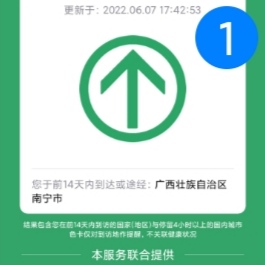 更新于: 2022.06.07 17:42:53
1
您于前14天内到达或途经: 广西壮族自治区
南宁市
结果包含您在前14天内到访的国家(地区)与停留4小时以上的国内城市
色卡仅对到访地作提醒，不关联健康状况
本服务联合提供